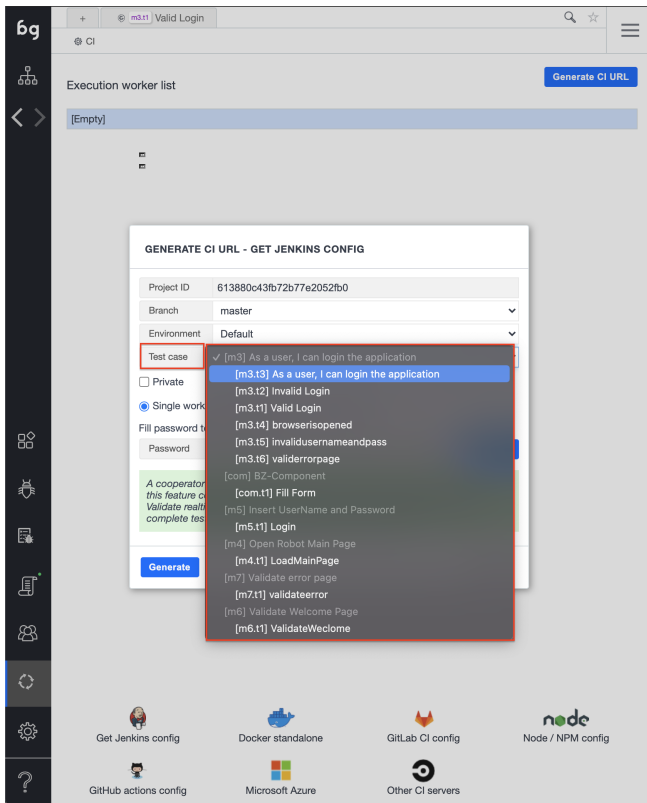 6g
+
m3.t1 Valid Login
CI
Execution worker list
Generate CI URL
[Empty]
GENERATE CI URL - GET JENKINS CONFIG
Project ID 613880c43fb72b77e2052fb0
Branch master
Environment Default
Test case
✓ [m3] As a user, I can login the application
[m3.t3] As a user, I can login the application
[m3.t2] Invalid Login
[m3.t1] Valid Login
[m3.t4] browserisopened
[m3.t5] invalidusernameandpass
[m3.t6] validerrorpage
[com] BZ-Component
[com.t1] Fill Form
[m5] Insert UserName and Password
[m5.t1] Login
[m4] Open Robot Main Page
[m4.t1] LoadMainPage
[m7] Validate error page
[m7.t1] validateerror
[m6] Validate Welcome Page
[m6.t1] ValidateWeclome
Private
Single work
Fill password t
Password
A cooperator
this feature c
Validate realti
complete tes
Generate
Get Jenkins config
Docker standalone
GitLab CI config
node
Node / NPM config
GitHub actions config
Microsoft Azure
Other CI servers